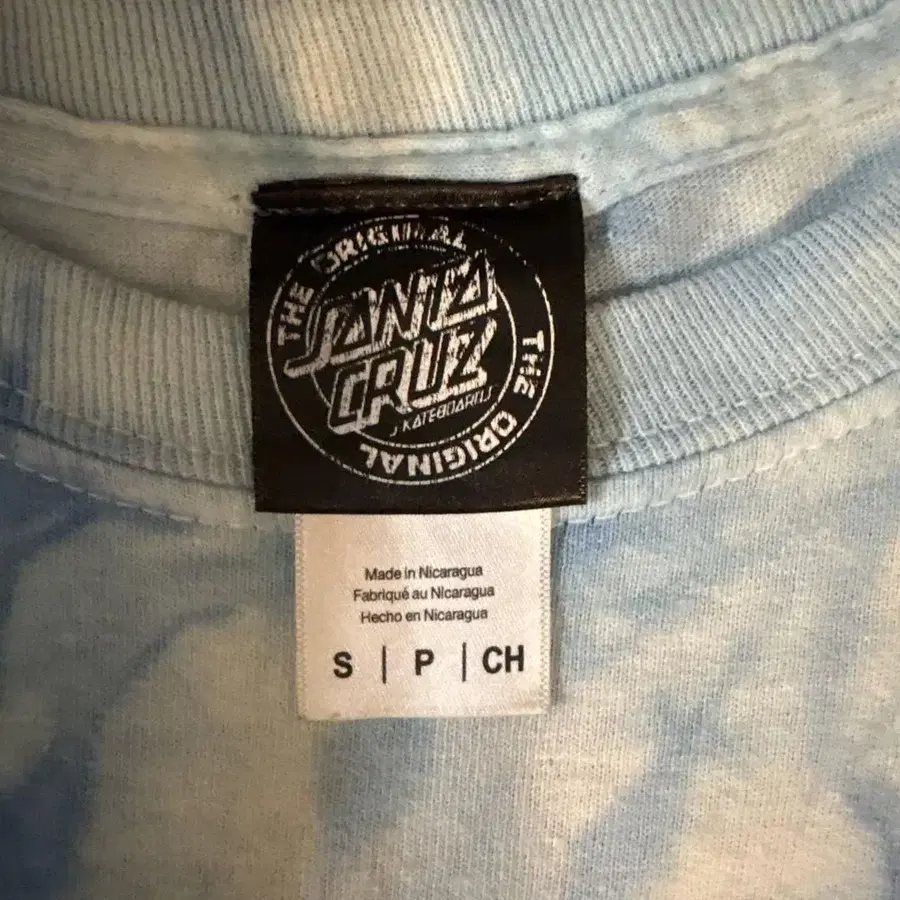 THE ORIGINAL
SANTA
CRUZ
SKATEBOARDS
THE ORIGINAL
Made in Nicaragua
Fabriqué au Nicaragua
Hecho en Nicaragua
S | P | CH